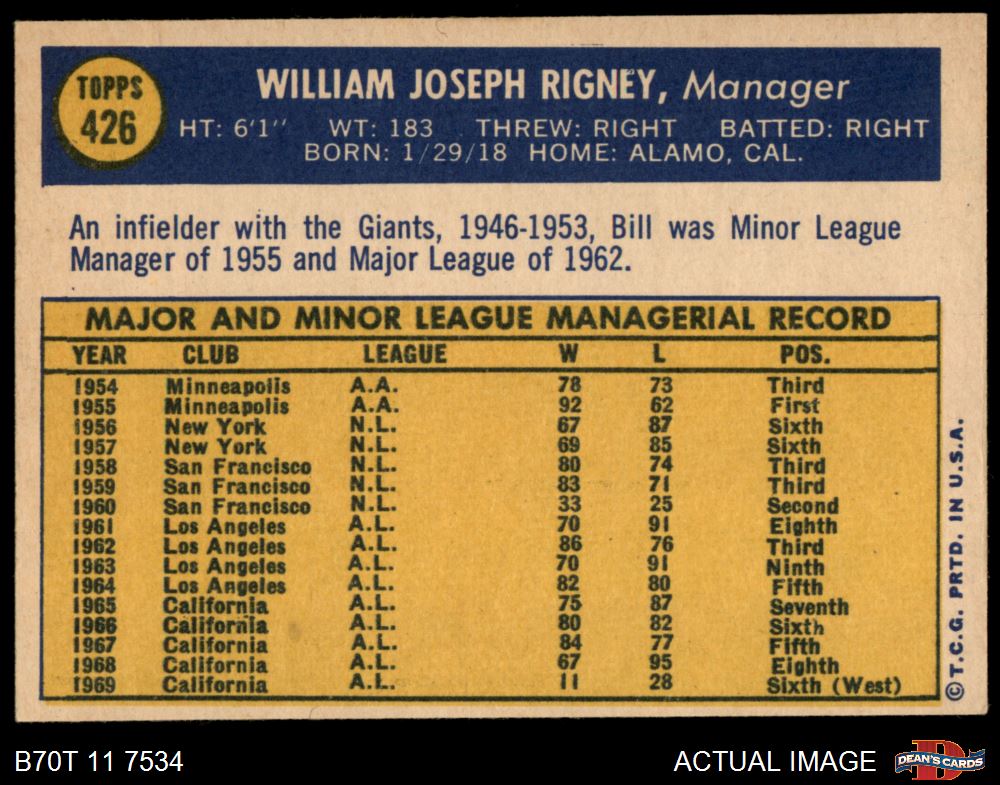 TOPPS
426
WILLIAM JOSEPH RIGNEY, Manager
HT: 6'1" WT: 183 THREW: RIGHT BATTED: RIGHT
BORN: 1/29/18 HOME: ALAMO, CAL.
An infielder with the Giants, 1946-1953, Bill was Minor League
Manager of 1955 and Major League of 1962.
MAJOR AND MINOR LEAGUE MANAGERIAL RECORD
YEAR CLUB LEAGUE W L POS.
1954 Minneapolis A.A. 78 73 Third
1955 Minneapolis A.A. 92 62 First
1956 New York N.L. 67 87 Sixth
1957 New York N.L. 69 85 Sixth
1958 San Francisco N.L. 80 74 Third
1959 San Francisco N.L. 83 71 Third
1960 San Francisco N.L. 33 25 Second
1961 Los Angeles A.L. 70 91 Eighth
1962 Los Angeles A.L. 86 76 Third
1963 Los Angeles A.L. 70 91 Ninth
1964 Los Angeles A.L. 82 80 Fifth
1965 California A.L. 75 87 Seventh
1966 California A.L. 80 82 Sixth
1967 California A.L. 84 77 Fifth
1968 California A.L. 67 95 Eighth
1969 California A.L. 11 28 Sixth (West)
© T.C.G. PRTD. IN U.S.A.
B70T 11 7534
ACTUAL IMAGE
D
DEAN'S CARDS